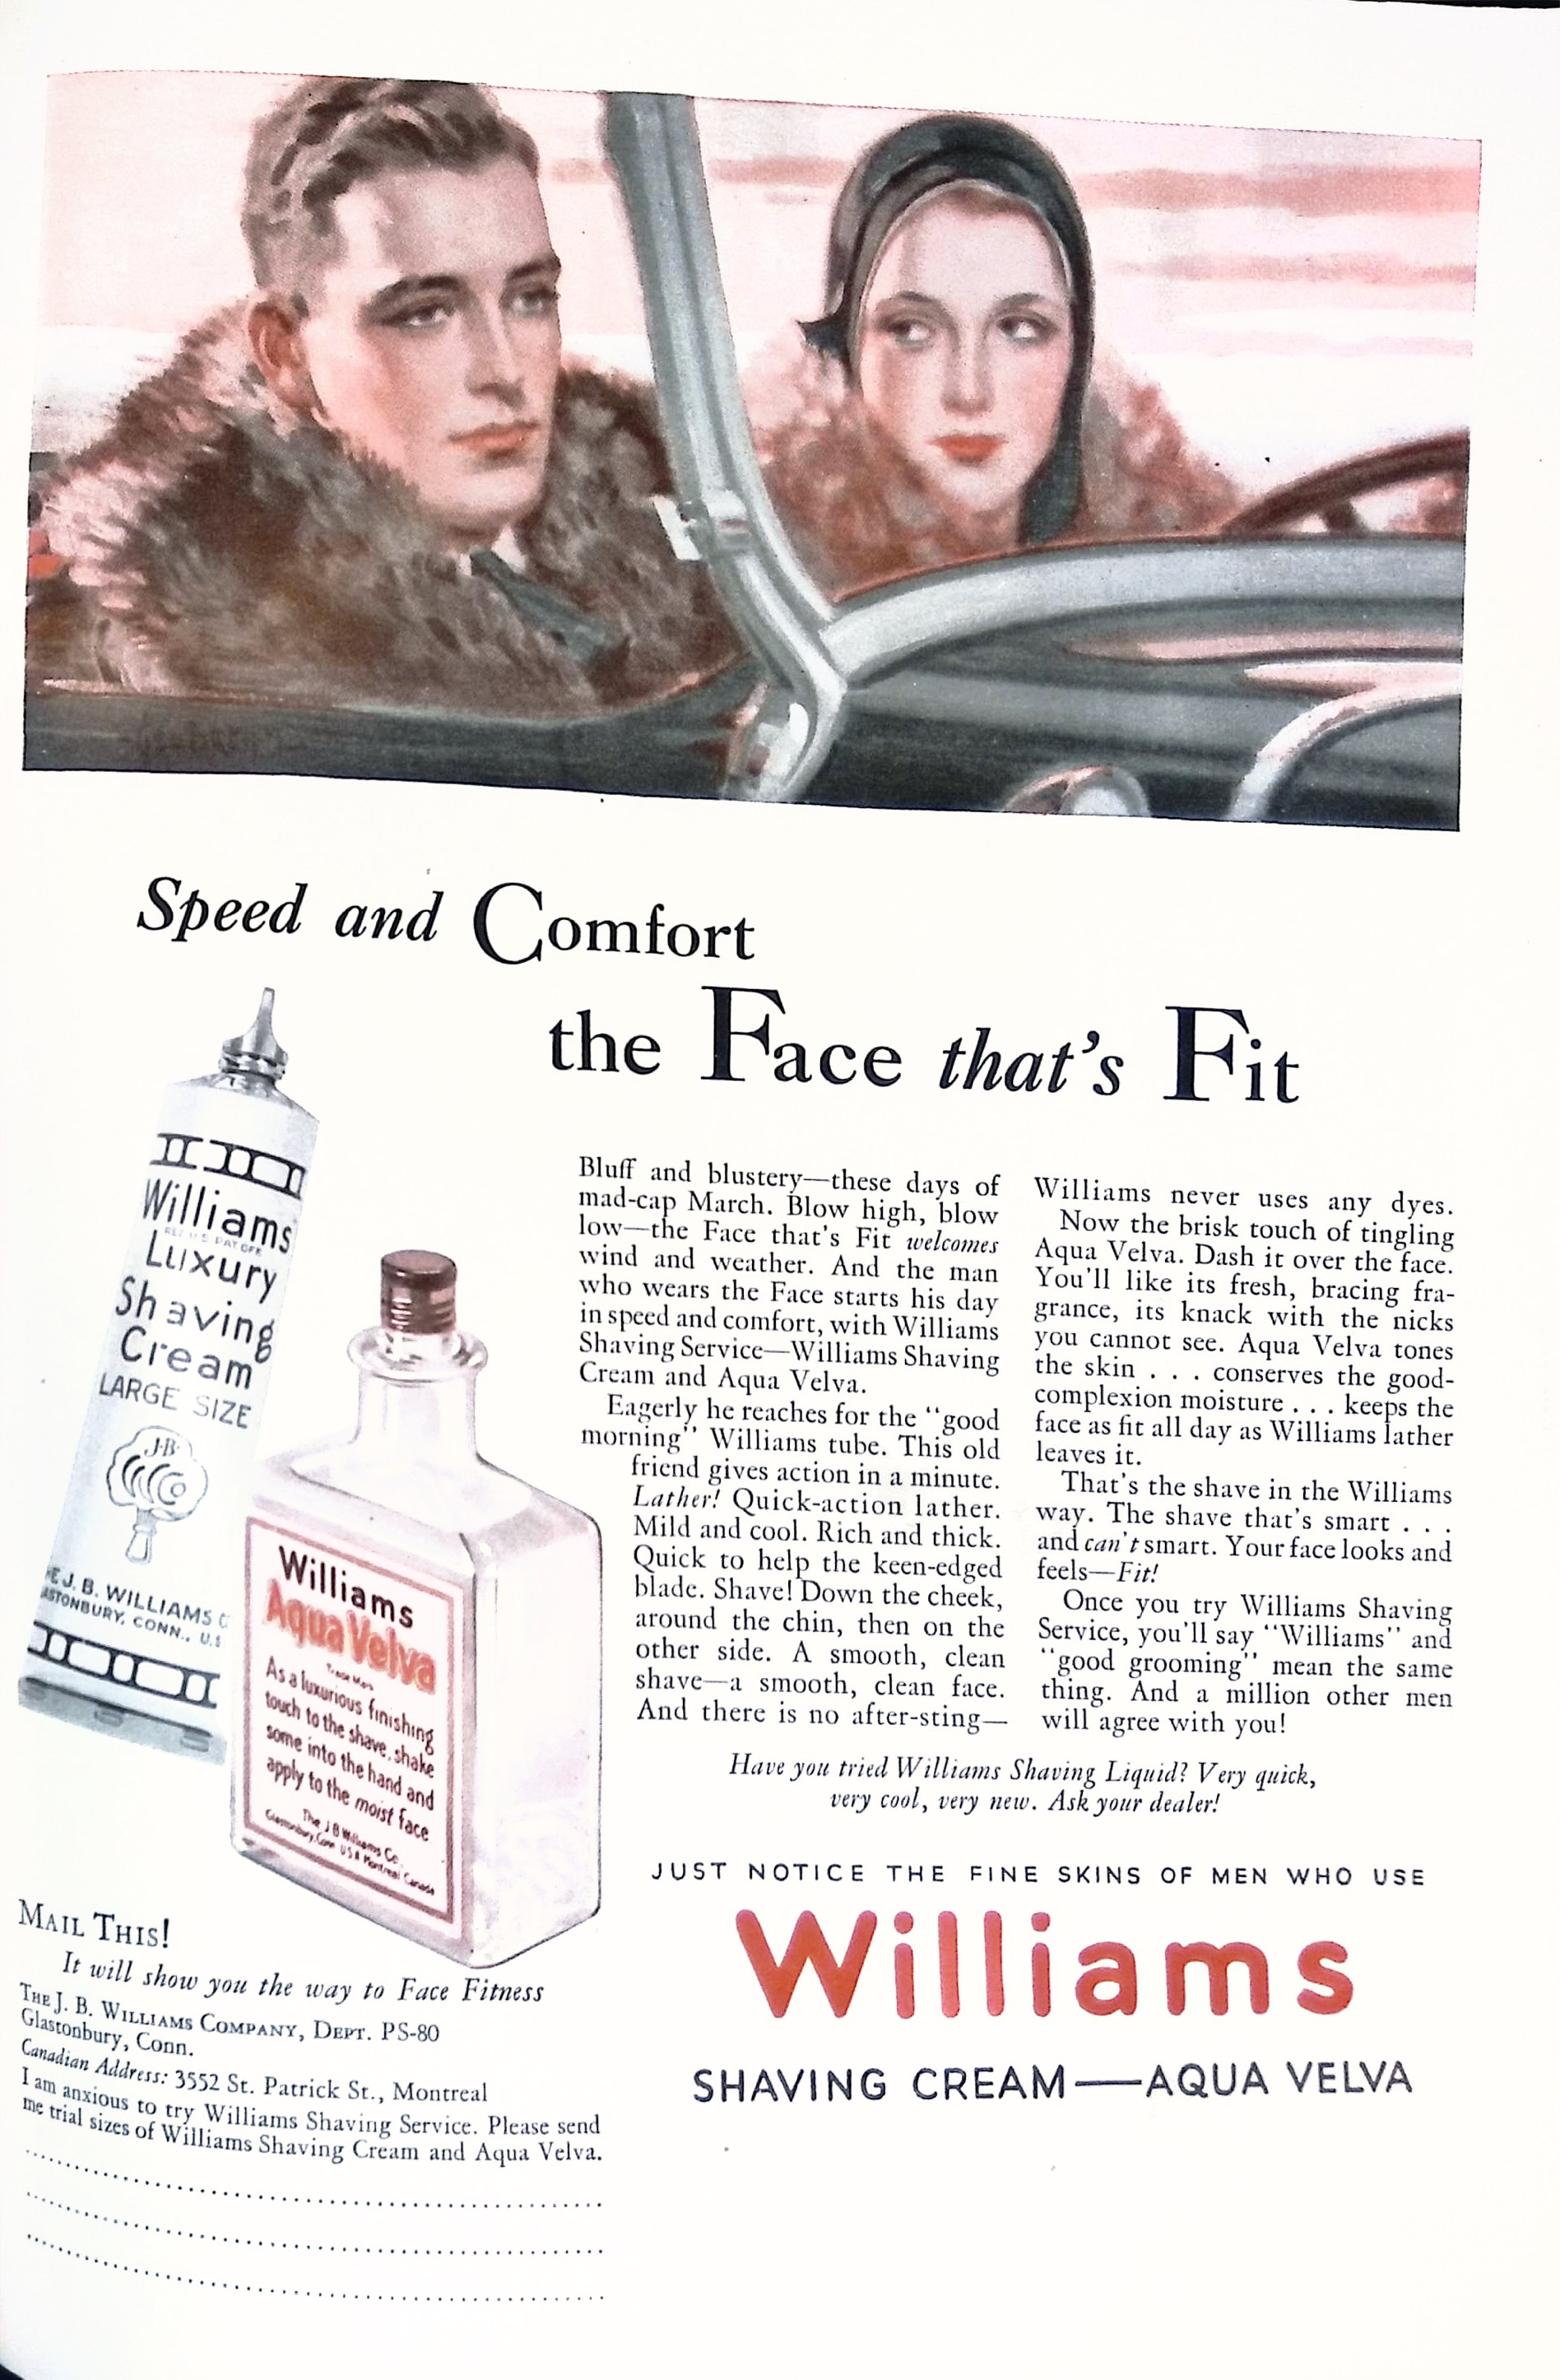 Speed and Comfort
the Face that's Fit
Williams
REG. U.S. PAT. OFF.
Luxury
Shaving
Cream
LARGE SIZE
J·B·
J. B. WILLIAMS
CONN., U.S
Williams
Aqua Velva
Trade Mark
As a luxurious finishing
touch to the shave, shake
some into the hand and
apply to the moist face
The J B Williams Co.
Glastonbury, Conn. U S A Montreal Canada
Bluff and blustery—these days of
mad-cap March. Blow high, blow
low—the Face that's Fit welcomes
wind and weather. And the man
who wears the Face starts his day
in speed and comfort, with Williams
Shaving Service—Williams Shaving
Cream and Aqua Velva.
Eagerly he reaches for the "good
morning" Williams tube. This old
friend gives action in a minute.
Lather! Quick-action lather.
Mild and cool. Rich and thick.
Quick to help the keen-edged
blade. Shave! Down the cheek,
around the chin, then on the
other side. A smooth, clean
shave—a smooth, clean face.
And there is no after-sting—
Williams never uses any dyes.
Now the brisk touch of tingling
Aqua Velva. Dash it over the face.
You'll like its fresh, bracing fra-
grance, its knack with the nicks
you cannot see. Aqua Velva tones
the skin . . . conserves the good-
complexion moisture . . . keeps the
face as fit all day as Williams lather
leaves it.
That's the shave in the Williams
way. The shave that's smart . . .
and can't smart. Your face looks and
feels—Fit!
Once you try Williams Shaving
Service, you'll say "Williams" and
"good grooming" mean the same
thing. And a million other men
will agree with you!
Have you tried Williams Shaving Liquid? Very quick,
very cool, very new. Ask your dealer!
JUST NOTICE THE FINE SKINS OF MEN WHO USE
Williams
SHAVING CREAM—AQUA VELVA
MAIL THIS!
It will show you the way to Face Fitness
THE J. B. WILLIAMS COMPANY, DEPT. PS-80
Glastonbury, Conn.
Canadian Address: 3552 St. Patrick St., Montreal
I am anxious to try Williams Shaving Service. Please send
me trial sizes of Williams Shaving Cream and Aqua Velva.